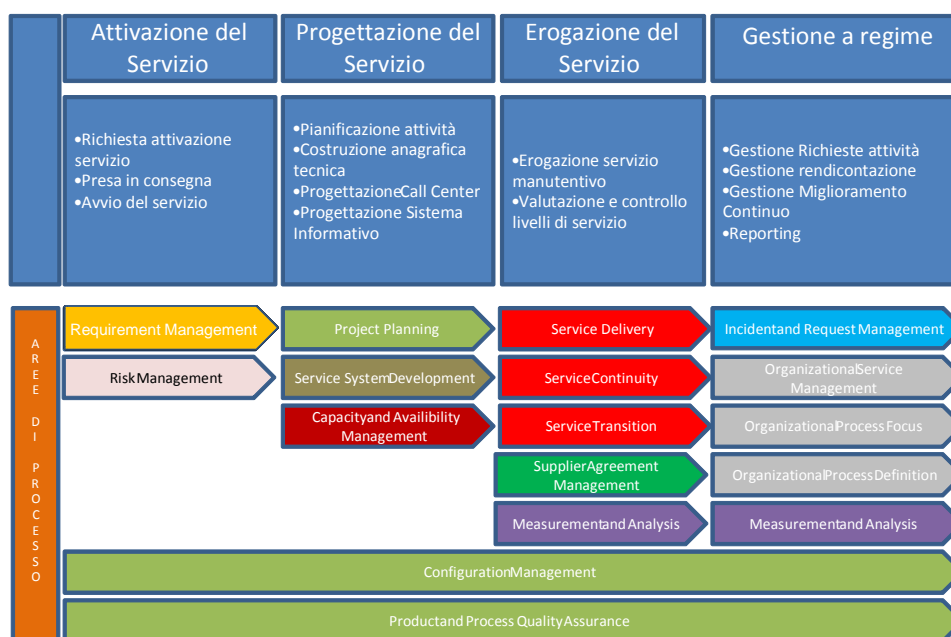 Attivazione del
Servizio
Progettazione del
Servizio
Erogazione del
Servizio
Gestione a regime
•Richiesta attivazione
servizio
•Presa in consegna
•Avvio del servizio
•Pianificazione attività
•Costruzione anagrafica
tecnica
•ProgettazioneCall Center
•Progettazione Sistema
Informativo
•Erogazione servizio
manutentivo
•Valutazione e controllo
livelli di servizio
•Gestione Richieste attività
•Gestione rendicontazione
•Gestione Miglioramento
Continuo
•Reporting
AREE DI PROCESSO
Requirement Management
Project Planning
Service Delivery
Incidentand Request Management
RiskManagement
Service SystemDevelopment
ServiceContinuity
OrganizationalService
Management
Capacityand Availibility
Management
ServiceTransition
OrganizationalProcessFocus
SupplierAgreement
Management
OrganizationalProcessDefinition
Measurementand Analysis
Measurementand Analysis
ConfigurationManagement
Productand Process QualityAssurance